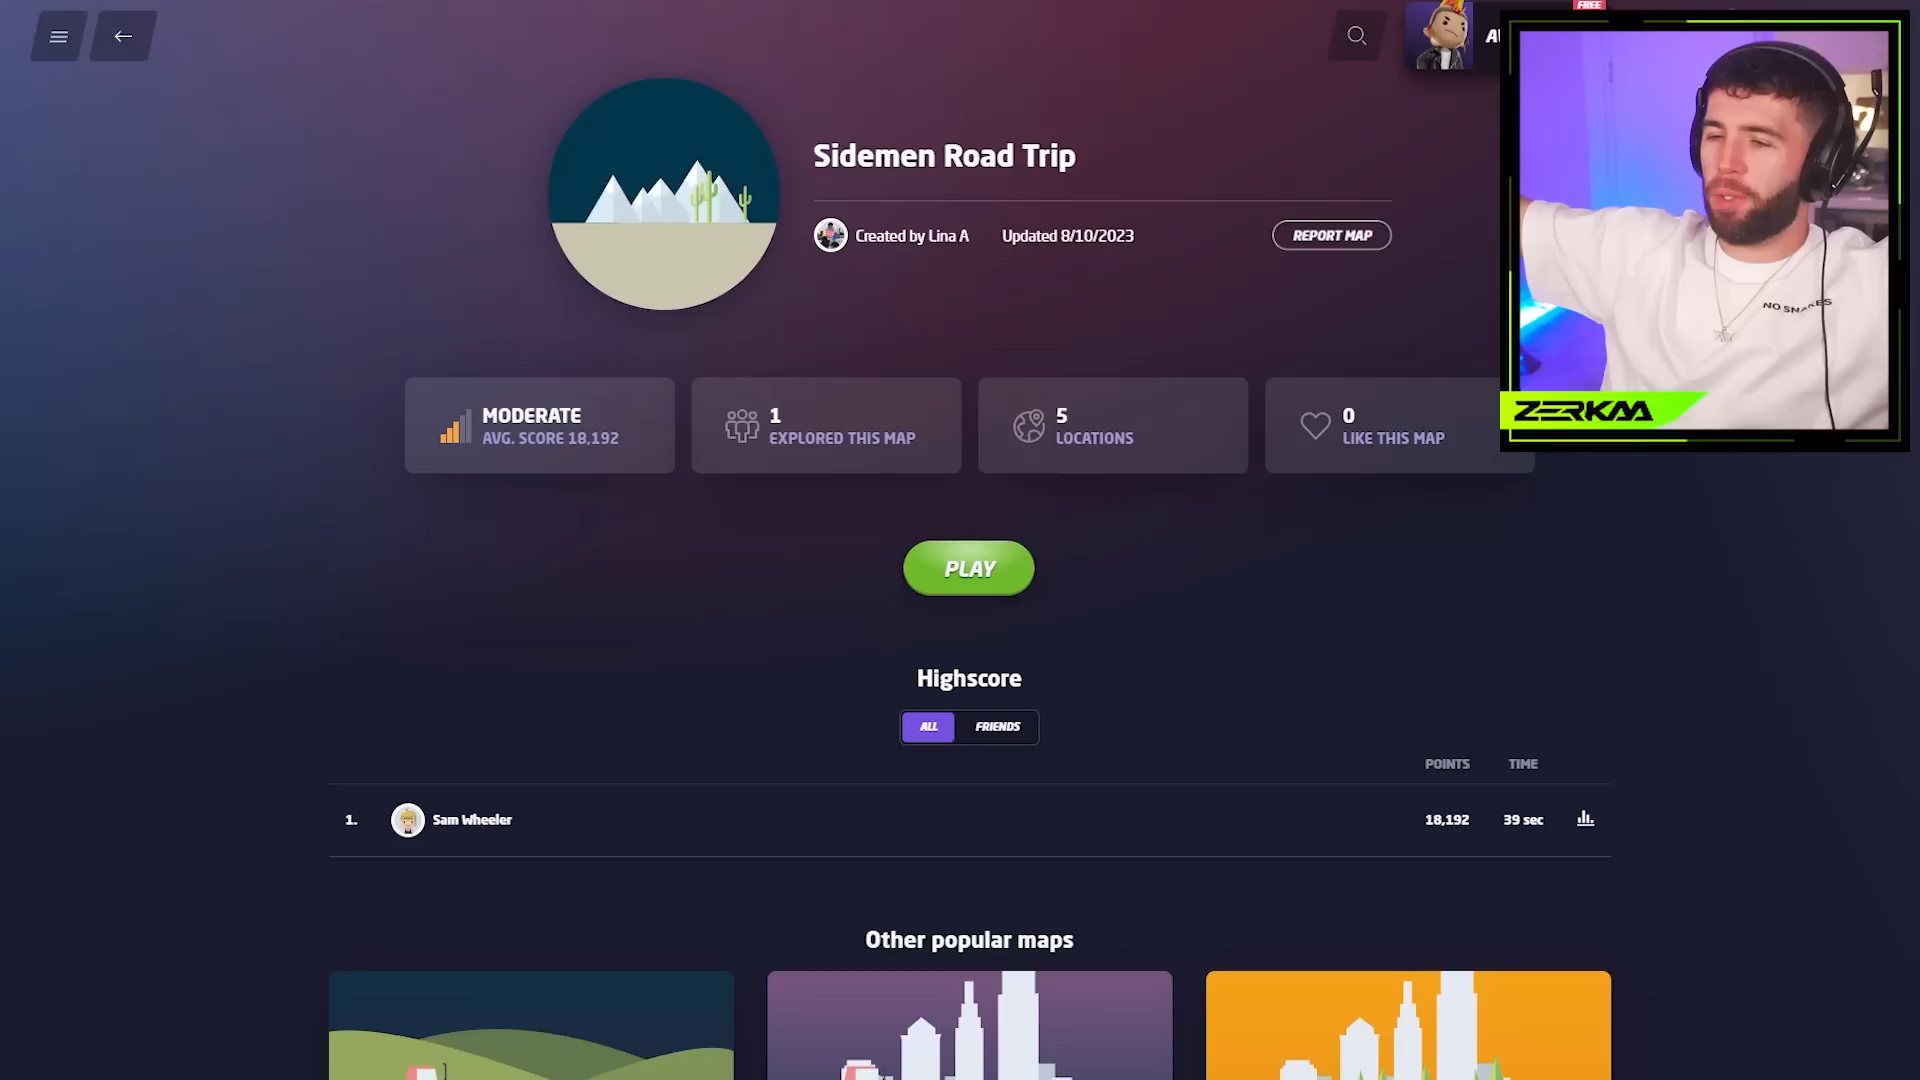 FREE
Sidemen Road Trip
Created by Lina A
Updated 8/10/2023
REPORT MAP
NO SNAKES
ZERKAA
MODERATE
AVG. SCORE 18,192
1
EXPLORED THIS MAP
5
LOCATIONS
0
LIKE THIS MAP
PLAY
Highscore
ALL
FRIENDS
POINTS
TIME
1.
Sam Wheeler
18,192
39 sec
Other popular maps